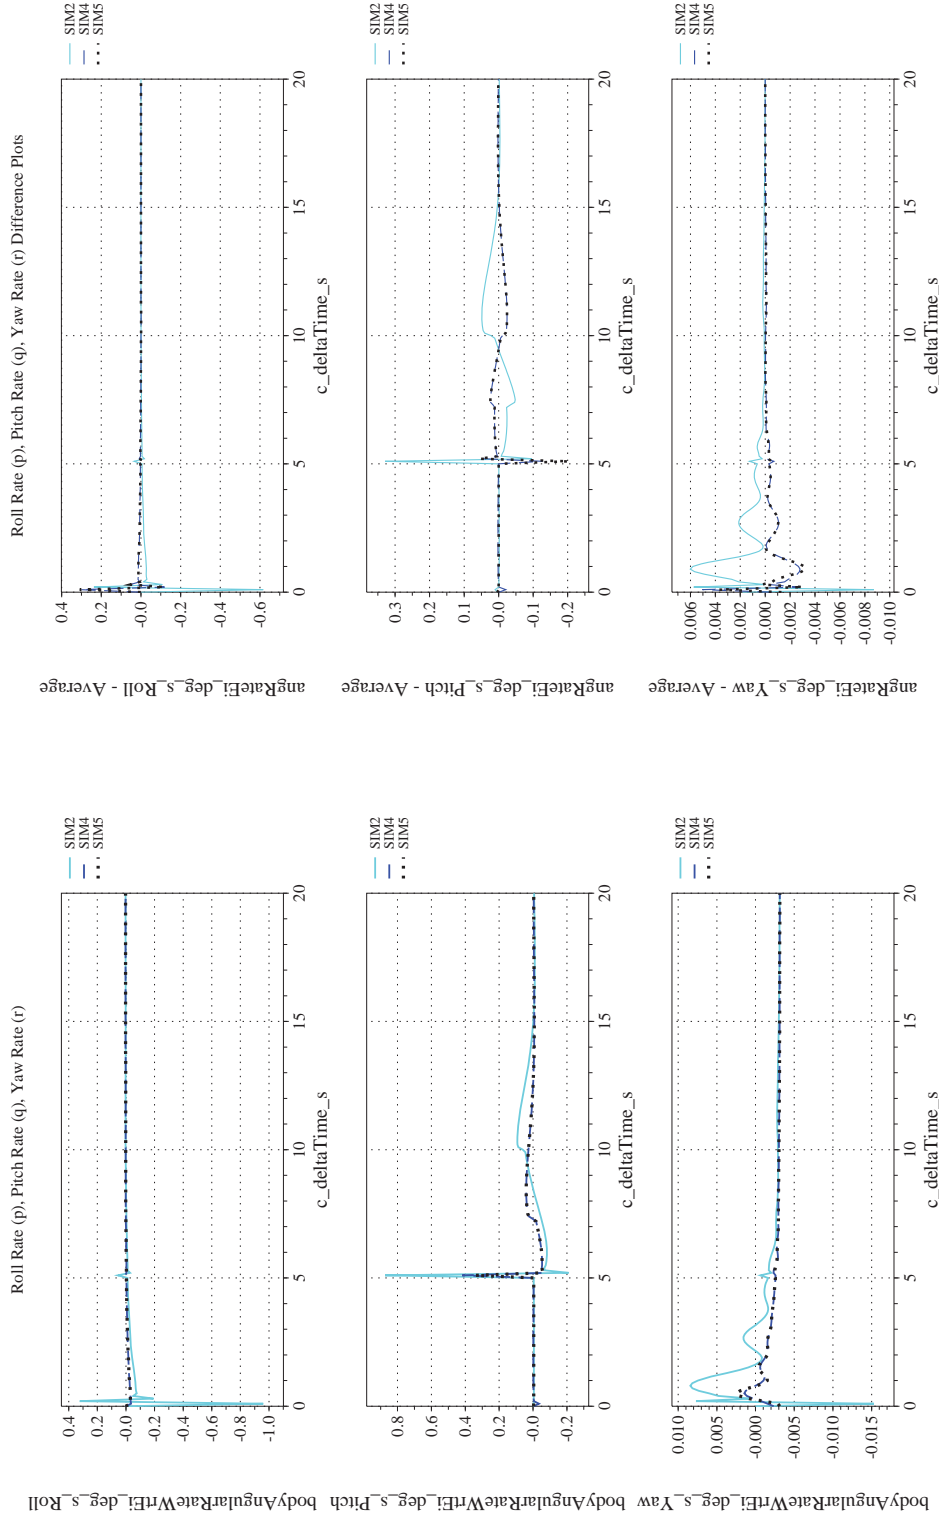 Roll Rate (p), Pitch Rate (q), Yaw Rate (r)
bodyAngularRateWrtEi_deg_s_Roll
0.4
0.2
-0.0
-0.2
-0.4
-0.6
-0.8
-1.0
0 5 10 15 20
c_deltaTime_s
SIM2
SIM4
SIM5
bodyAngularRateWrtEi_deg_s_Pitch
0.8
0.6
0.4
0.2
-0.0
-0.2
0 5 10 15 20
c_deltaTime_s
SIM2
SIM4
SIM5
bodyAngularRateWrtEi_deg_s_Yaw
0.010
0.005
-0.000
-0.005
-0.010
-0.015
0 5 10 15 20
c_deltaTime_s
SIM2
SIM4
SIM5
Roll Rate (p), Pitch Rate (q), Yaw Rate (r) Difference Plots
angRateEi_deg_s_Roll - Average
0.4
0.2
-0.0
-0.2
-0.4
-0.6
0 5 10 15 20
c_deltaTime_s
SIM2
SIM4
SIM5
angRateEi_deg_s_Pitch - Average
0.3
0.2
0.1
-0.0
-0.1
-0.2
0 5 10 15 20
c_deltaTime_s
SIM2
SIM4
SIM5
angRateEi_deg_s_Yaw - Average
0.006
0.004
0.002
0.000
-0.002
-0.004
-0.006
-0.008
-0.010
0 5 10 15 20
c_deltaTime_s
SIM2
SIM4
SIM5